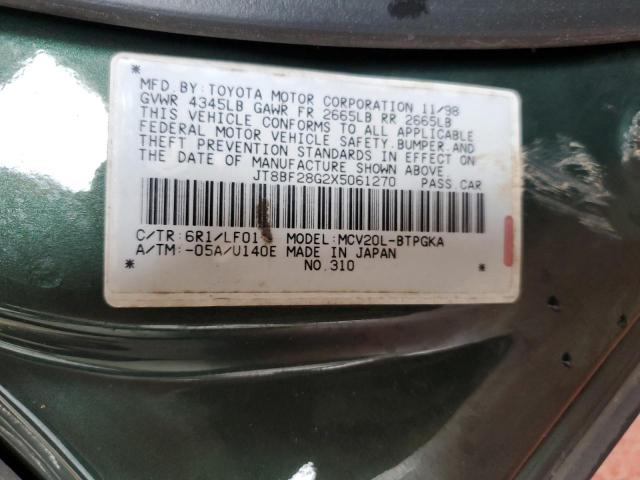 MFD. BY: TOYOTA MOTOR CORPORATION 11/98
GVWR 4345LB GAWR FR 2665LB RR 2665LB
THIS VEHICLE CONFORMS TO ALL APPLICABLE
FEDERAL MOTOR VEHICLE SAFETY, BUMPER, AND
THEFT PREVENTION STANDARDS IN EFFECT ON
THE DATE OF MANUFACTURE SHOWN ABOVE.
JT8BF28G2X5061270 PASS. CAR
C/TR: 6R1/LF01 MODEL: MCV20L-BTPGKA
A/TM: -05A/U140E MADE IN JAPAN
* NO. 310 *